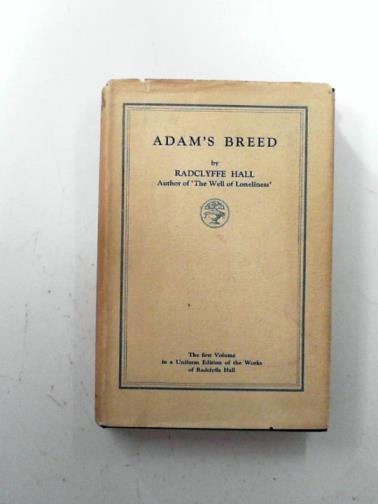 ADAM'S BREED
by
RADCLYFFE HALL
Author of 'The Well of Loneliness'
The first Volume
in a Uniform Edition of the Works
of Radclyffe Hall